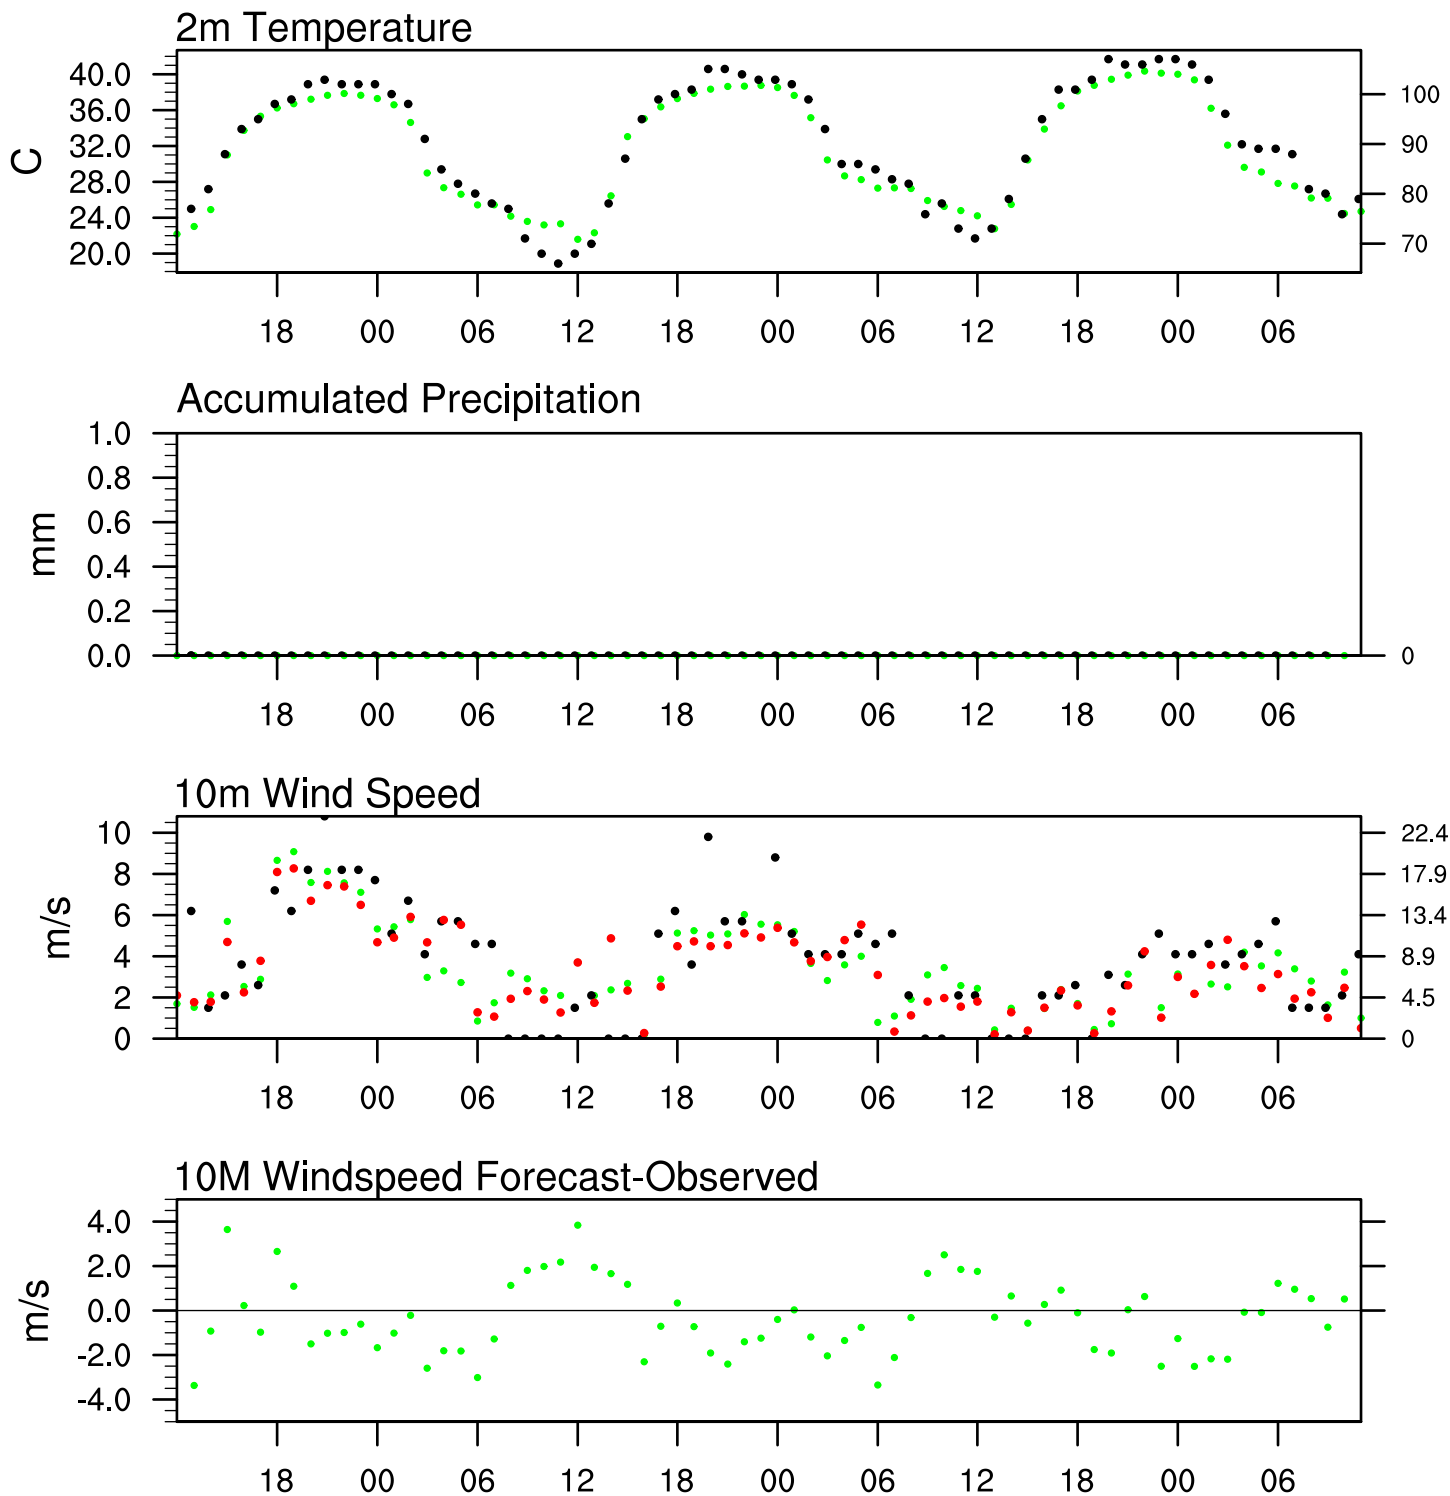 2m Temperature
40.0
36.0
32.0
28.0
24.0
20.0
C
100
90
80
70
18 00 06 12 18 00 06 12 18 00 06
Accumulated Precipitation
1.0
0.8
0.6
0.4
0.2
0.0
mm
0
18 00 06 12 18 00 06 12 18 00 06
10m Wind Speed
10
8
6
4
2
0
m/s
22.4
17.9
13.4
8.9
4.5
0
18 00 06 12 18 00 06 12 18 00 06
10M Windspeed Forecast-Observed
4.0
2.0
0.0
-2.0
-4.0
m/s
18 00 06 12 18 00 06 12 18 00 06